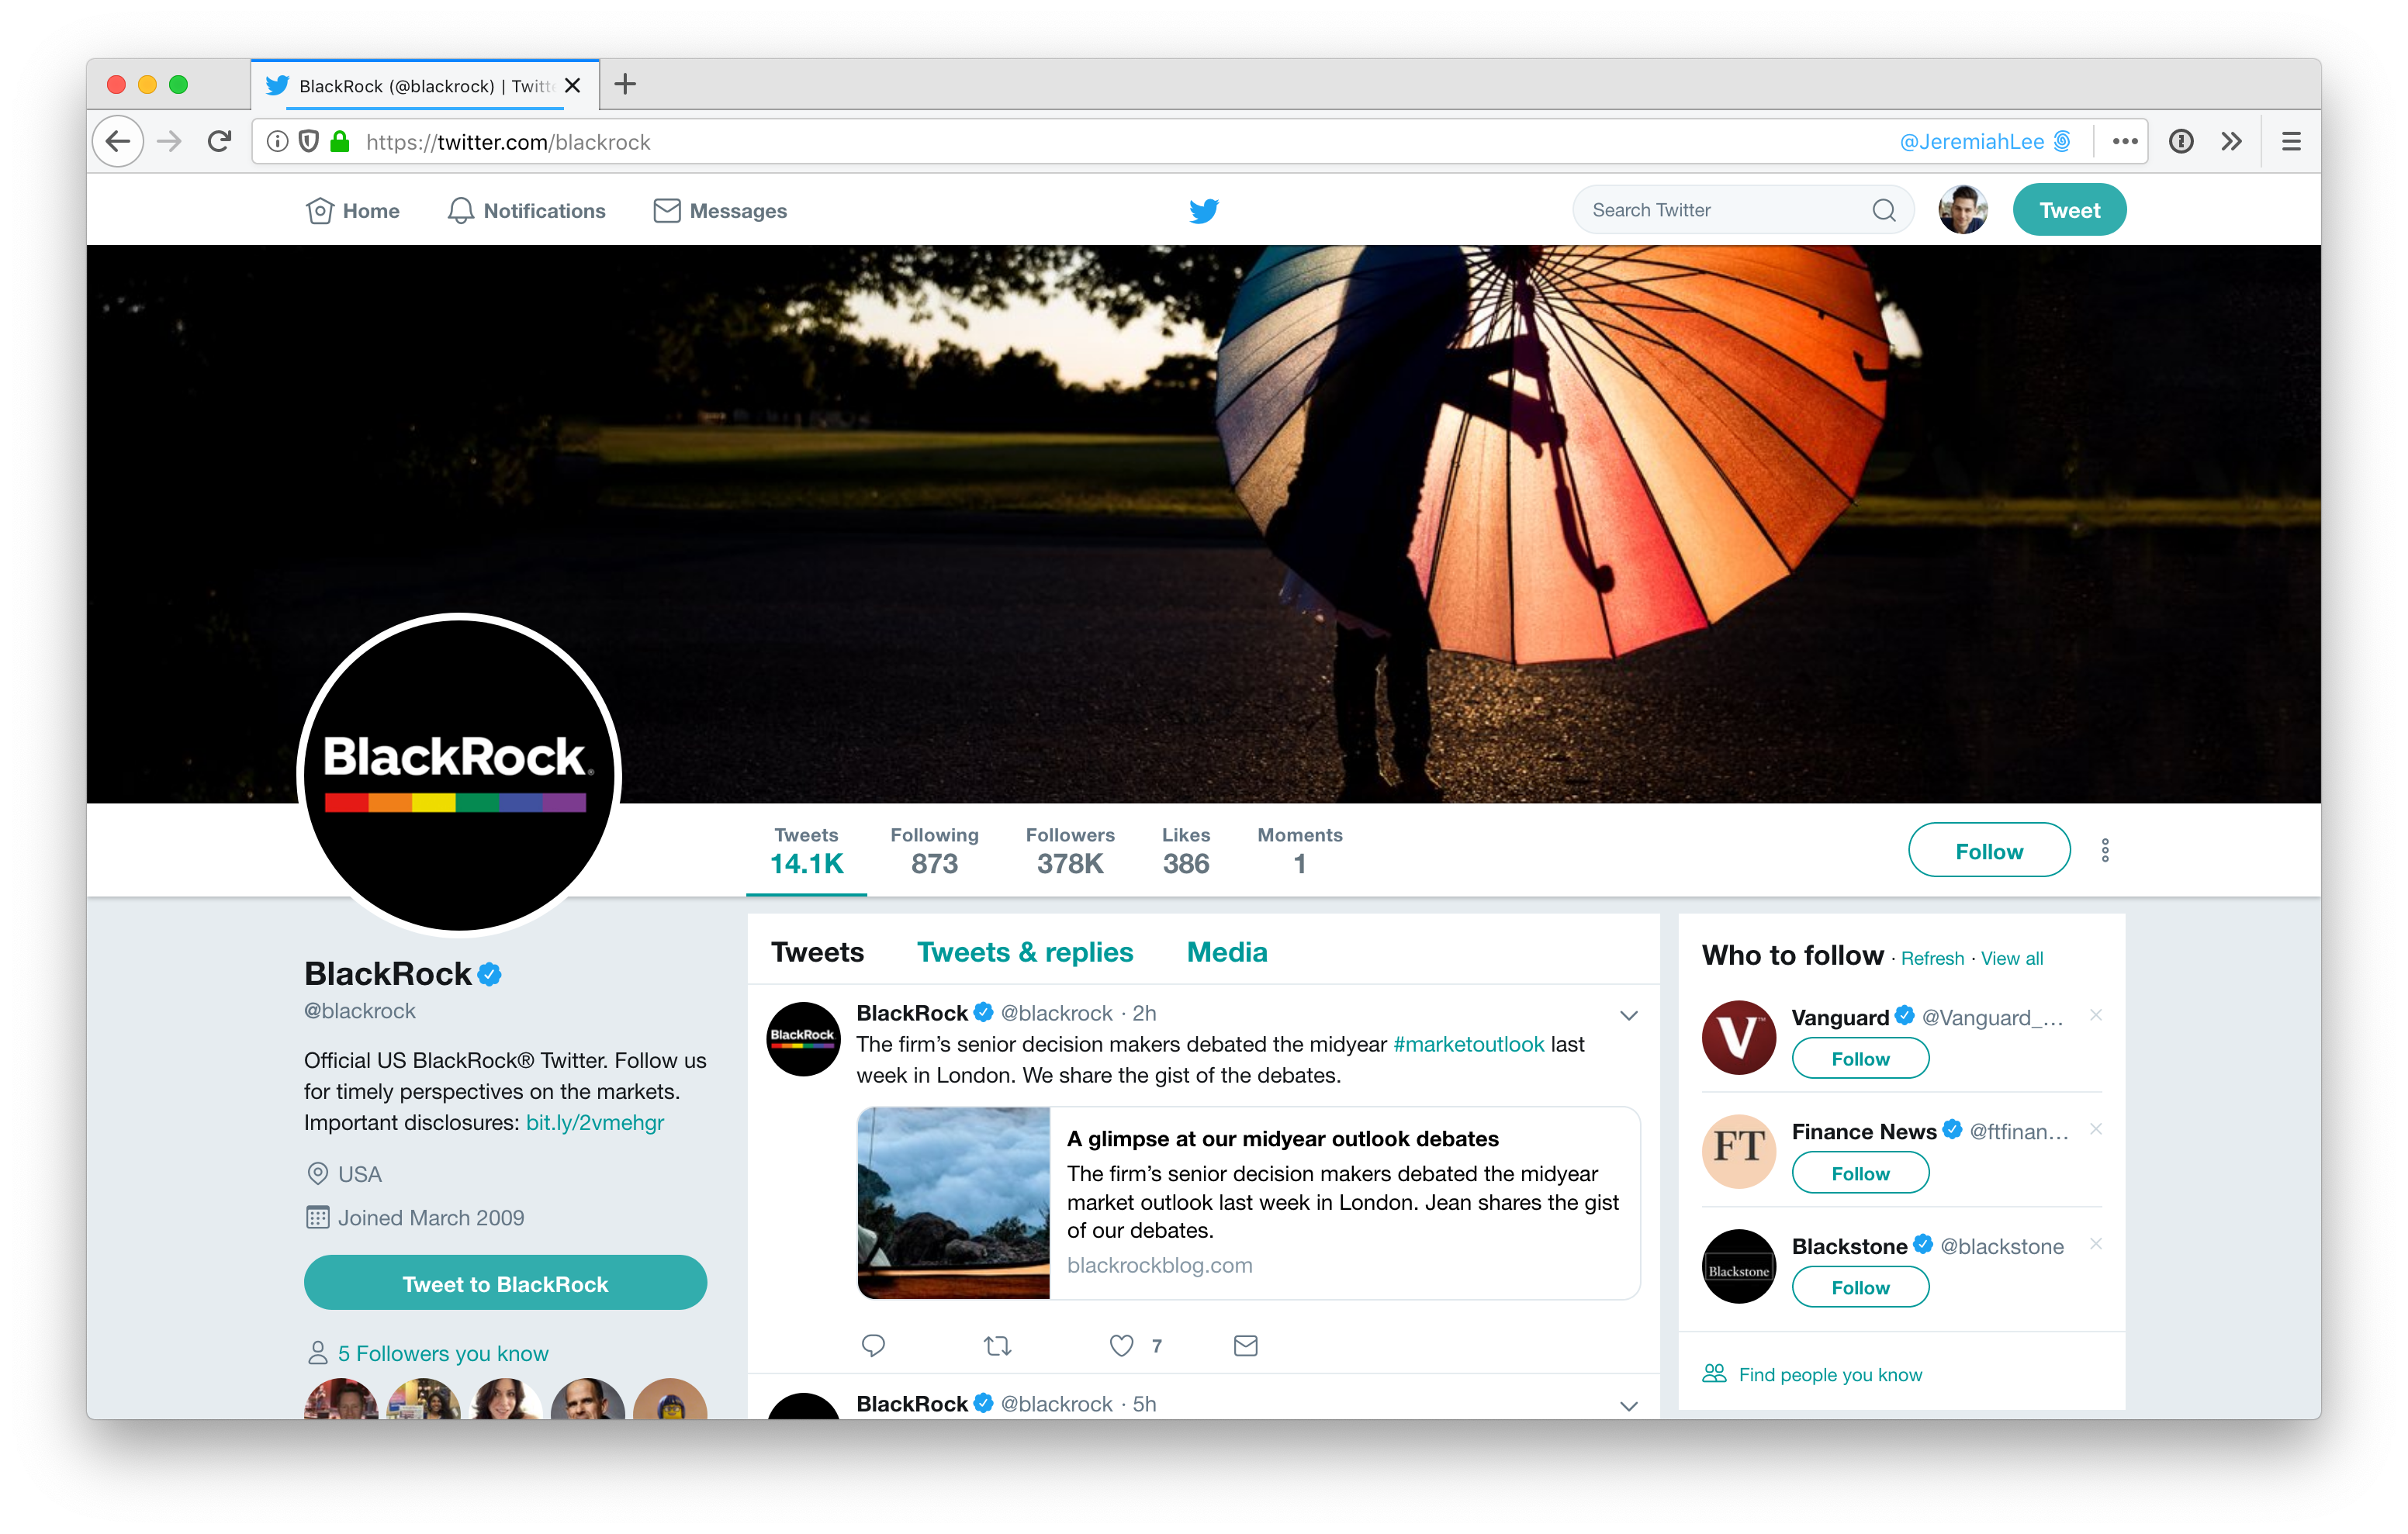 BlackRock (@blackrock) | Twitt
https://twitter.com/blackrock
@JeremiahLee
Home
Notifications
Messages
Search Twitter
Tweet
BlackRock®
Tweets
14.1K
Following
873
Followers
378K
Likes
386
Moments
1
Follow
BlackRock
@blackrock
Official US BlackRock® Twitter. Follow us
for timely perspectives on the markets.
Important disclosures: bit.ly/2vmehgr
USA
Joined March 2009
Tweet to BlackRock
5 Followers you know
Tweets
Tweets & replies
Media
BlackRock
BlackRock @blackrock · 2h
The firm’s senior decision makers debated the midyear #marketoutlook last
week in London. We share the gist of the debates.
A glimpse at our midyear outlook debates
The firm’s senior decision makers debated the midyear
market outlook last week in London. Jean shares the gist
of our debates.
blackrockblog.com
7
BlackRock @blackrock · 5h
Who to follow · Refresh · View all
V™
Vanguard @Vanguard_...
Follow
FT
Finance News @ftfinan...
Follow
Blackstone
Blackstone @blackstone
Follow
Find people you know